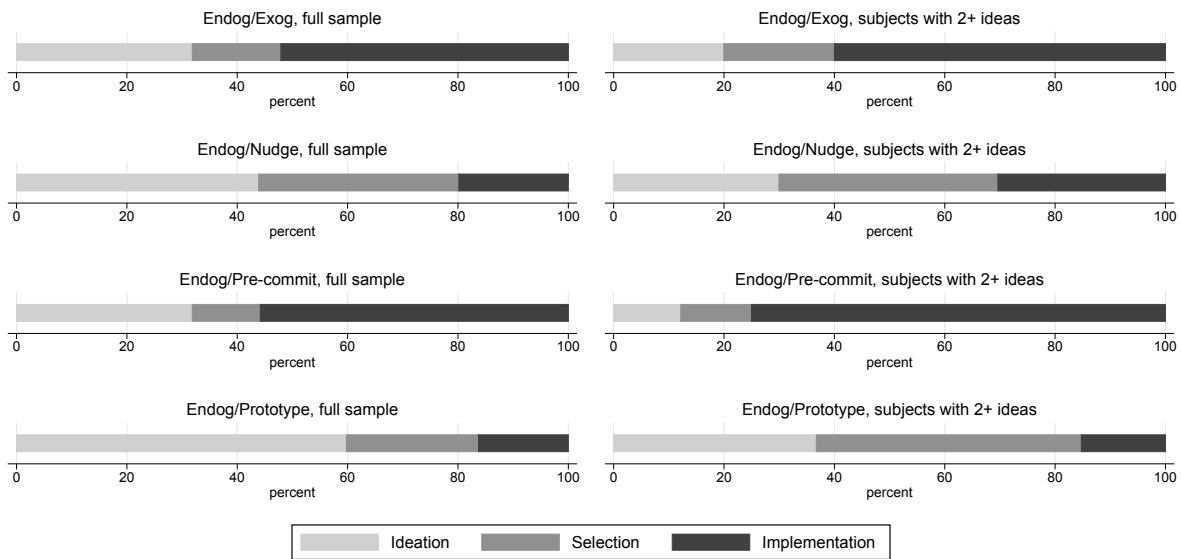 Endog/Exog, full sample
0 20 40 60 80 100
percent
Endog/Exog, subjects with 2+ ideas
0 20 40 60 80 100
percent
Endog/Nudge, full sample
0 20 40 60 80 100
percent
Endog/Nudge, subjects with 2+ ideas
0 20 40 60 80 100
percent
Endog/Pre-commit, full sample
0 20 40 60 80 100
percent
Endog/Pre-commit, subjects with 2+ ideas
0 20 40 60 80 100
percent
Endog/Prototype, full sample
0 20 40 60 80 100
percent
Endog/Prototype, subjects with 2+ ideas
0 20 40 60 80 100
percent
Ideation Selection Implementation